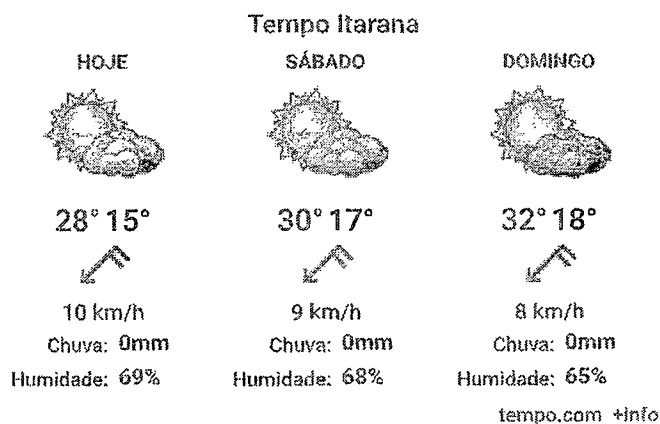 Tempo Itarana
HOJE SÁBADO DOMINGO
28° 15° 30° 17° 32° 18°
10 km/h 9 km/h 8 km/h
Chuva: 0mm Chuva: 0mm Chuva: 0mm
Humidade: 69% Humidade: 68% Humidade: 65%
tempo.com +info